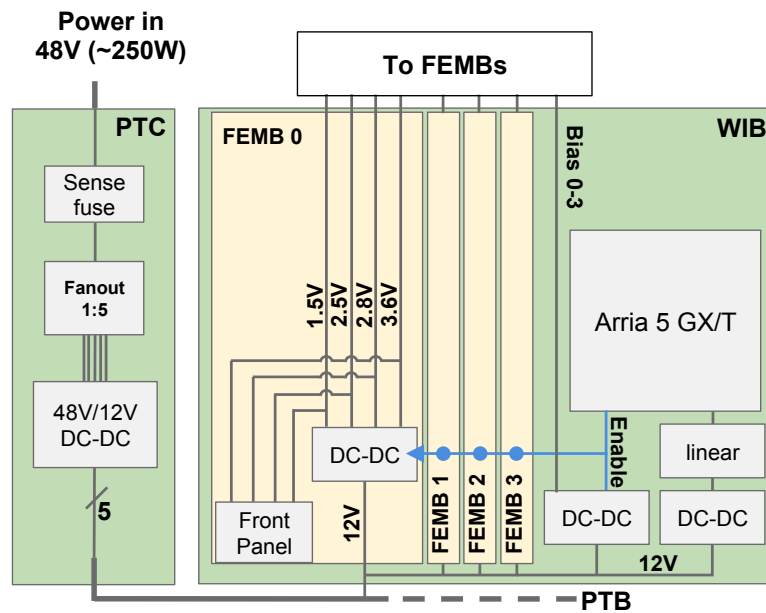 Power in
48V (~250W)
To FEMBs
PTC
Sense
fuse
Fanout
1:5
48V/12V
DC-DC
5
FEMB 0
WIB
Bias 0-3
1.5V
2.5V
2.8V
3.6V
Arria 5 GX/T
DC-DC
Enable
linear
Front
Panel
12V
FEMB 1
FEMB 2
FEMB 3
DC-DC
DC-DC
12V
PTB